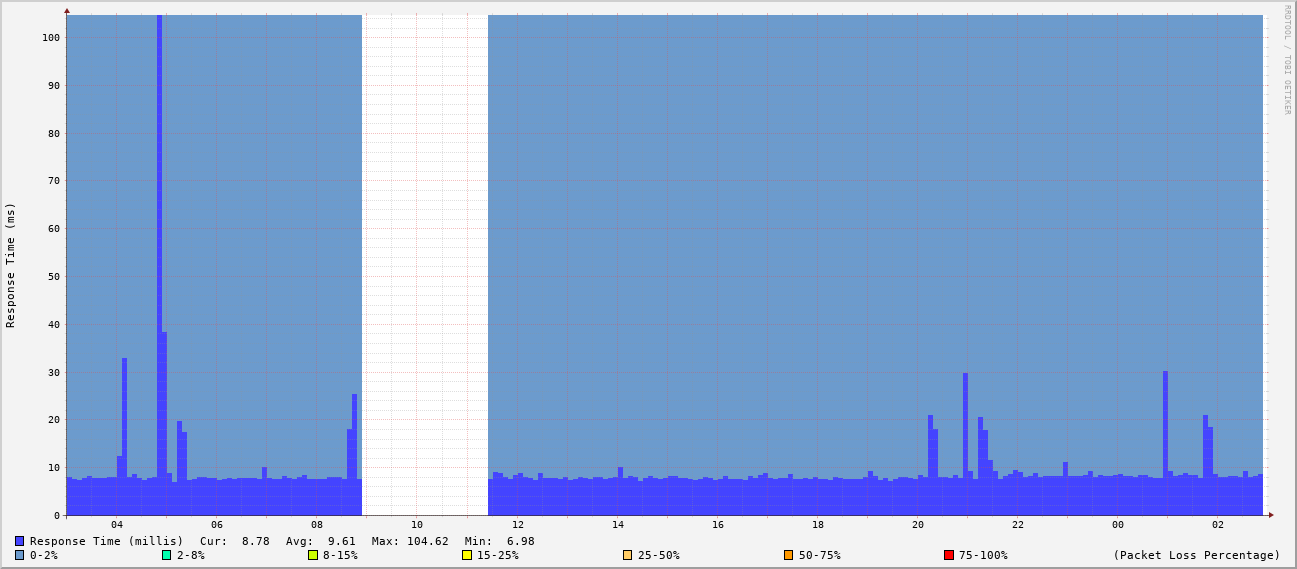 RRDTOOL / TOBI OETIKER
Response Time (ms)
100
90
80
70
60
50
40
30
20
10
0
04 06 08 10 12 14 16 18 20 22 00 02
Response Time (millis) Cur: 8.78 Avg: 9.61 Max: 104.62 Min: 6.98
0-2% 2-8% 8-15% 15-25% 25-50% 50-75% 75-100% (Packet Loss Percentage)